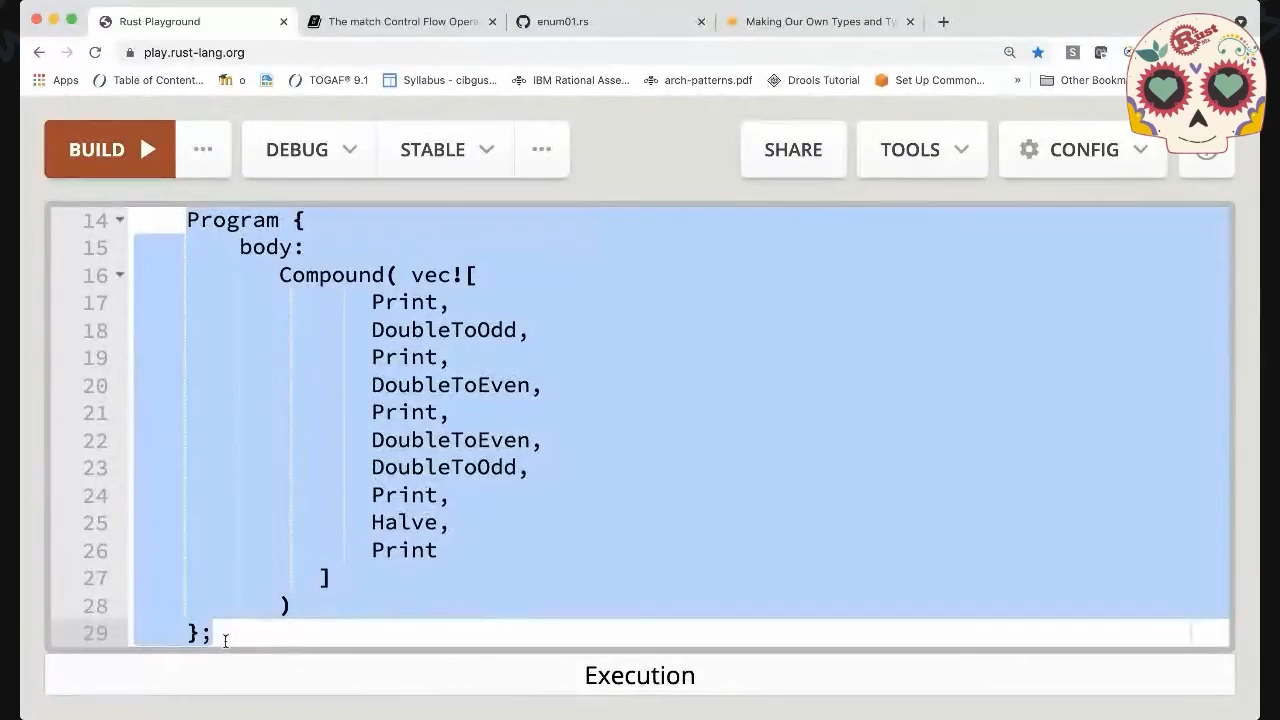 Rust Playground
The match Control Flow Opera
enum01.rs
Making Our Own Types and Ty
play.rust-lang.org
Apps
Table of Content...
o
TOGAF® 9.1
Syllabus - cibgus...
IBM Rational Asse...
arch-patterns.pdf
Drools Tutorial
Set Up Common...
»
Other Bookm
Rust
BUILD
...
DEBUG
STABLE
...
SHARE
TOOLS
CONFIG
14 Program {
15 body:
16 Compound( vec![
17 Print,
18 DoubleToOdd,
19 Print,
20 DoubleToEven,
21 Print,
22 DoubleToEven,
23 DoubleToOdd,
24 Print,
25 Halve,
26 Print
27 ]
28 )
29 };
Execution